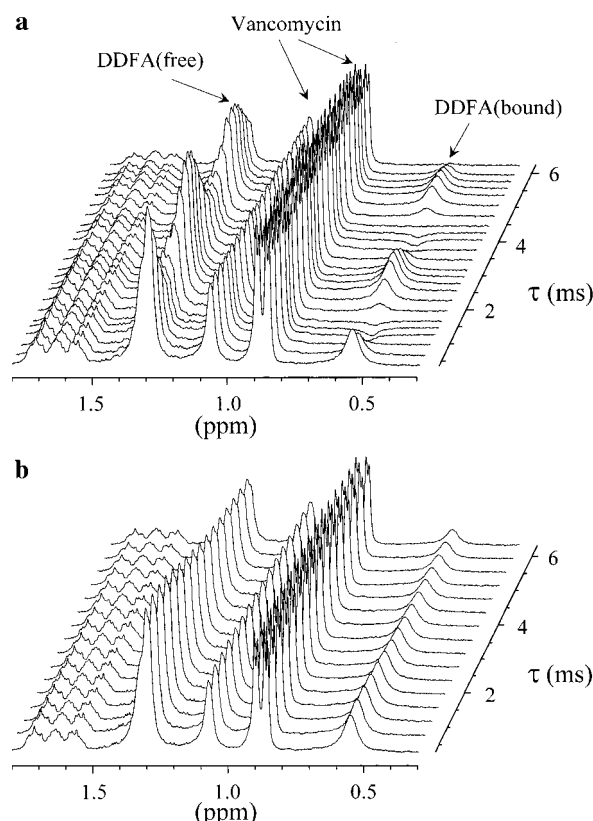 a
Vancomycin
DDFA(free)
DDFA(bound)
6
4
2
τ (ms)
1.5 1.0 0.5
(ppm)
b
6
4
2
τ (ms)
1.5 1.0 0.5
(ppm)